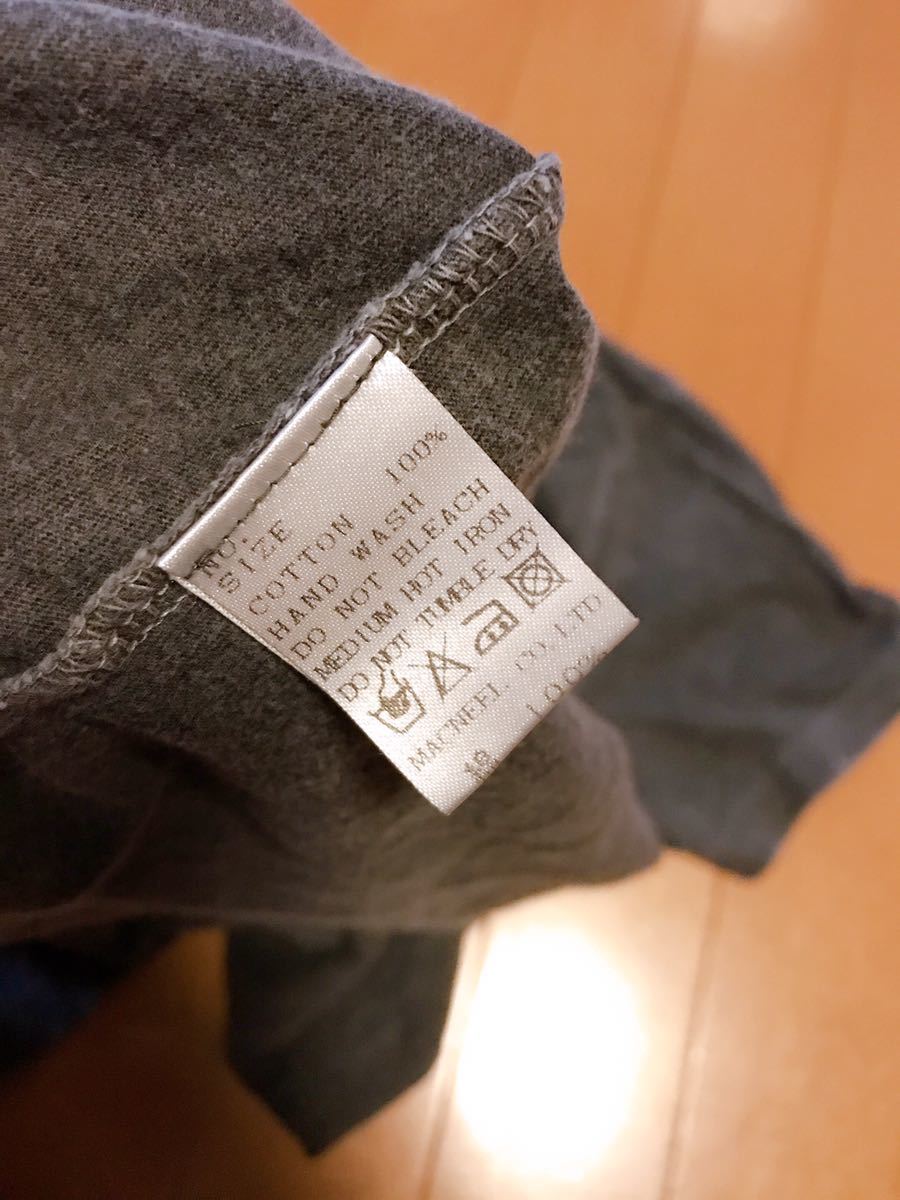 NO.
SIZE
COTTON 100%
HAND WASH
DO NOT BLEACH
MEDIUM HOT IRON
DO NOT TUMBLE DRY
MACNEEL CO.,LTD
100%